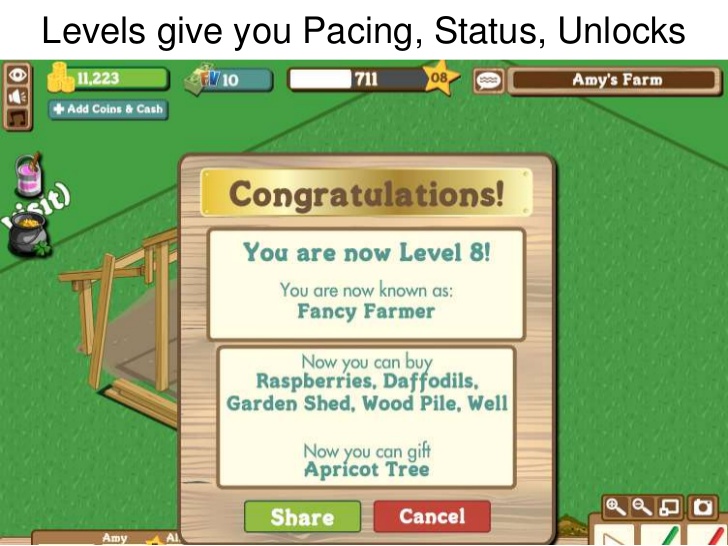 Levels give you Pacing, Status, Unlocks
11,223
FV 10
711
08
Amy's Farm
+ Add Coins & Cash
Congratulations!
You are now Level 8!
You are now known as:
Fancy Farmer
Now you can buy
Raspberries, Daffodils,
Garden Shed, Wood Pile, Well
Now you can gift
Apricot Tree
Share
Cancel
Amy